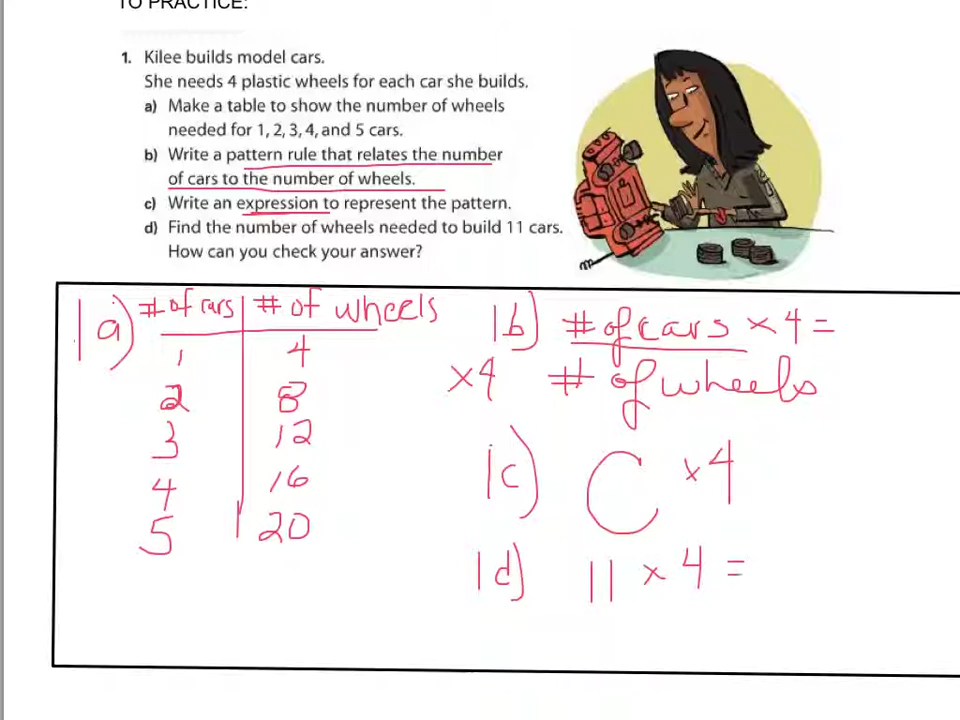 TO PRACTICE:
1. Kilee builds model cars.
She needs 4 plastic wheels for each car she builds.
a) Make a table to show the number of wheels
needed for 1, 2, 3, 4, and 5 cars.
b) Write a pattern rule that relates the number
of cars to the number of wheels.
c) Write an expression to represent the pattern.
d) Find the number of wheels needed to build 11 cars.
How can you check your answer?
1a) # of cars # of wheels
1 4
2 8
3 12
4 16
5 20
1b) # of cars x 4 =
x4 # of wheels
1c) C x 4
1d) 11 x 4 =